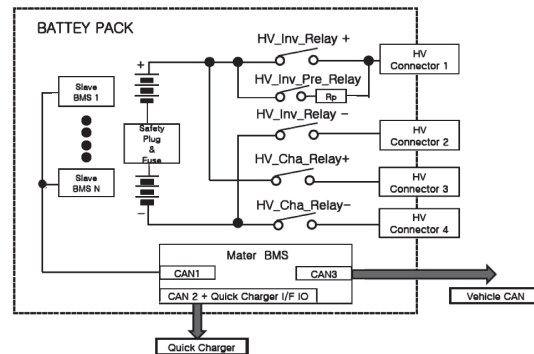 BATTEY PACK
HV_Inv_Relay +
HV
Connector 1
HV_Inv_Pre_Relay
Rp
+
Slave
BMS 1
HV_Inv_Relay -
HV
Connector 2
Safety
Plug
&
Fuse
HV_Cha_Relay+
HV
Connector 3
Slave
BMS N
-
HV_Cha_Relay-
HV
Connector 4
Mater BMS
CAN1
CAN3
CAN 2 + Quick Charger I/F IO
Vehicle CAN
Quick Charger